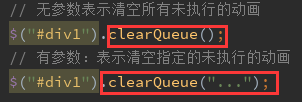 // 无参数表示清空所有未执行的动画
$("#div1").clearQueue();
// 有参数：表示清空指定的未执行的动画
$("#div1").clearQueue("...");